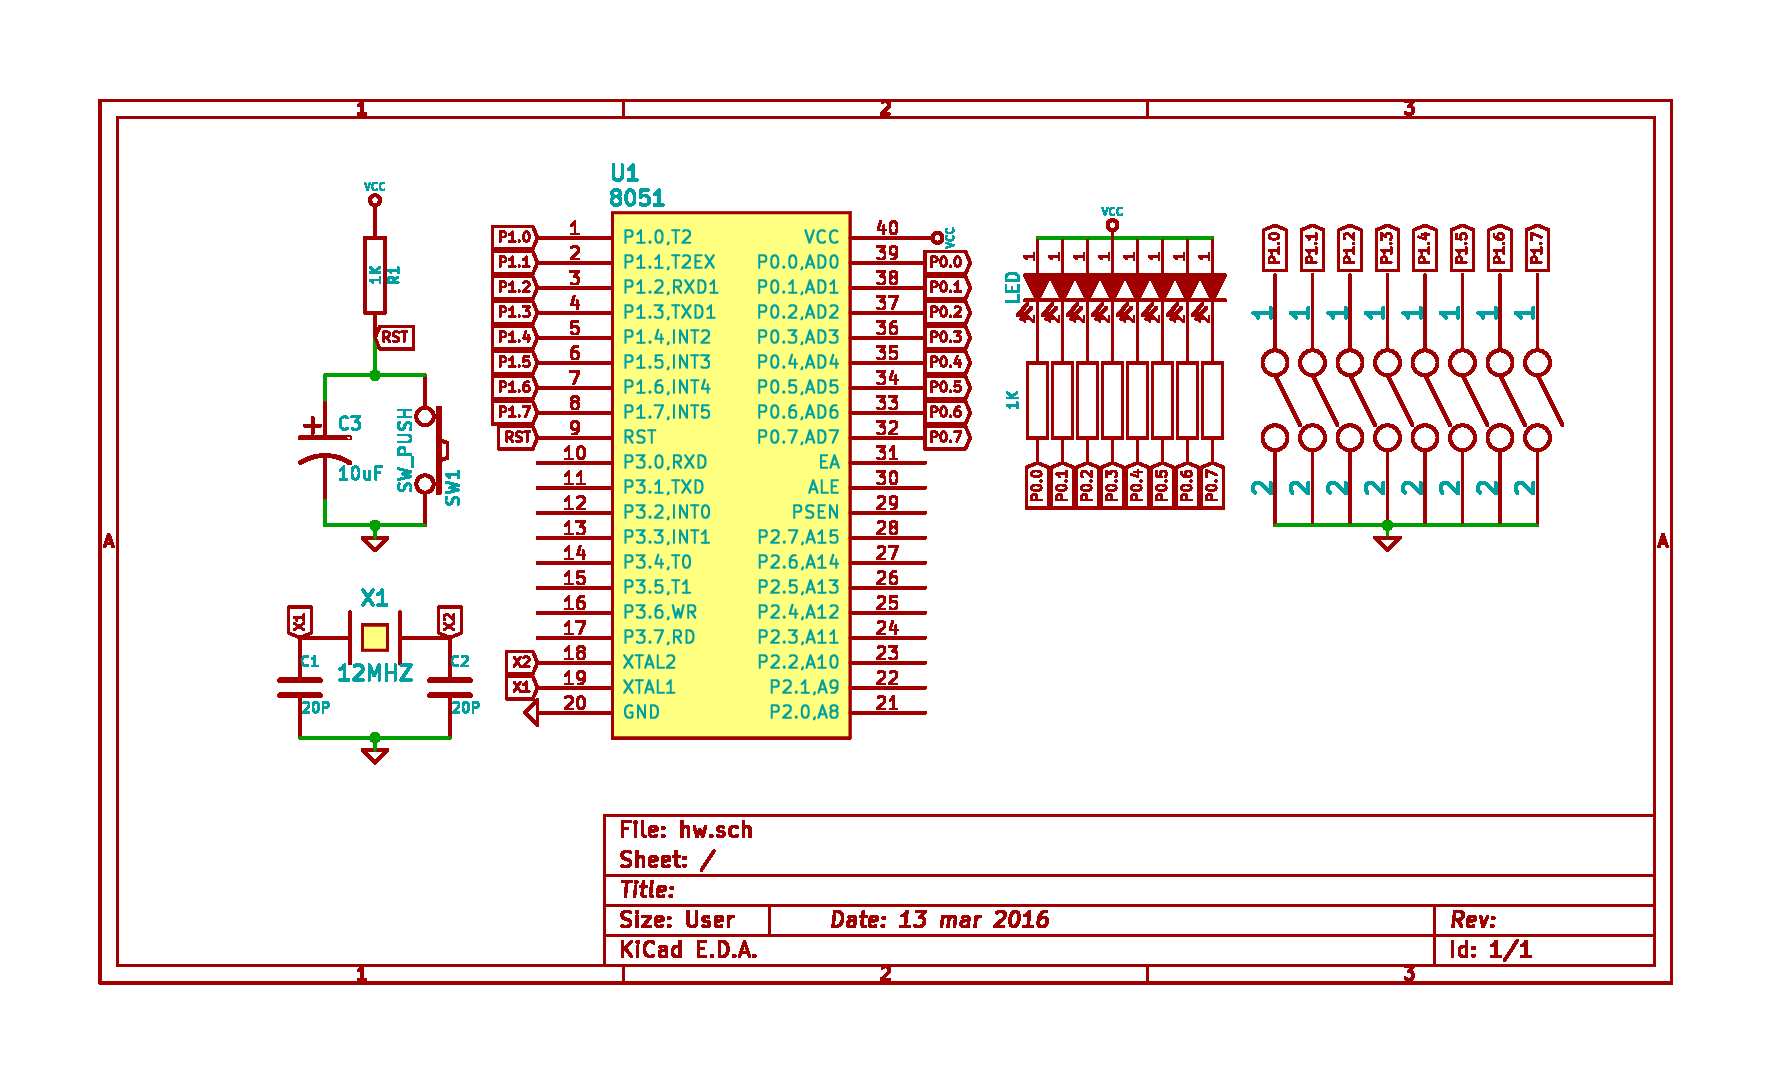 1 2 3
A A
VCC
1K R1
RST
C3
10uF
SW_PUSH
SW1
X1
X1 X2
C1 12MHZ C2
20P 20P
U1
8051
P1.0 1 P1.0,T2 VCC 40 VCC
P1.1 2 P1.1,T2EX P0.0,AD0 39 P0.0
P1.2 3 P1.2,RXD1 P0.1,AD1 38 P0.1
P1.3 4 P1.3,TXD1 P0.2,AD2 37 P0.2
P1.4 5 P1.4,INT2 P0.3,AD3 36 P0.3
P1.5 6 P1.5,INT3 P0.4,AD4 35 P0.4
P1.6 7 P1.6,INT4 P0.5,AD5 34 P0.5
P1.7 8 P1.7,INT5 P0.6,AD6 33 P0.6
RST 9 RST P0.7,AD7 32 P0.7
10 P3.0,RXD EA 31
11 P3.1,TXD ALE 30
12 P3.2,INT0 PSEN 29
13 P3.3,INT1 P2.7,A15 28
14 P3.4,T0 P2.6,A14 27
15 P3.5,T1 P2.5,A13 26
16 P3.6,WR P2.4,A12 25
17 P3.7,RD P2.3,A11 24
X2 18 XTAL2 P2.2,A10 23
X1 19 XTAL1 P2.1,A9 22
20 GND P2.0,A8 21
VCC
1 1 1 1 1 1 1 1
LED
2 2 2 2 2 2 2 2
1K
P0.0 P0.1 P0.2 P0.3 P0.4 P0.5 P0.6 P0.7
P1.0 P1.1 P1.2 P1.3 P1.4 P1.5 P1.6 P1.7
1 1 1 1 1 1 1 1
2 2 2 2 2 2 2 2
File: hw.sch
Sheet: /
Title:
Size: User Date: 13 mar 2016 Rev:
KiCad E.D.A. Id: 1/1
1 2 3